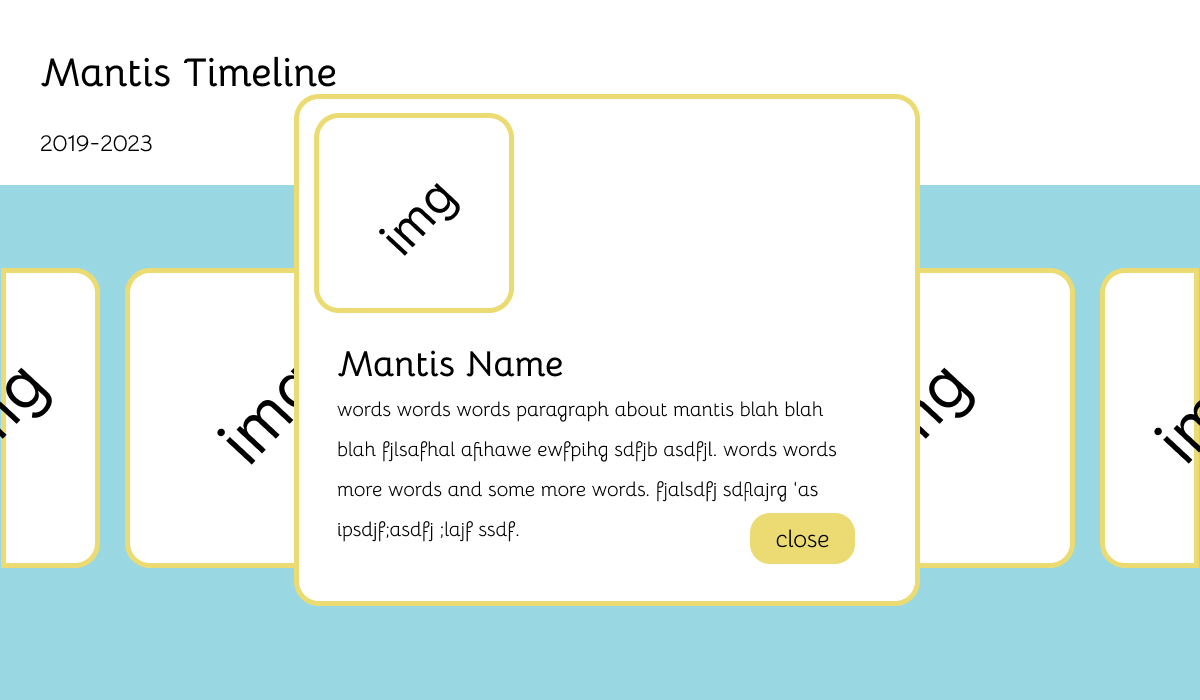 Mantis Timeline
2019-2023
img
Mantis Name
words words words paragraph about mantis blah blah
blah fjlsafhal afihawe ewfpihg sdfjb asdfjl. words words
more words and some more words. fjalsdfj sdflajrg 'as
ipsdjf;asdfj ;lajf ssdf.
close
ng
img
ng
im